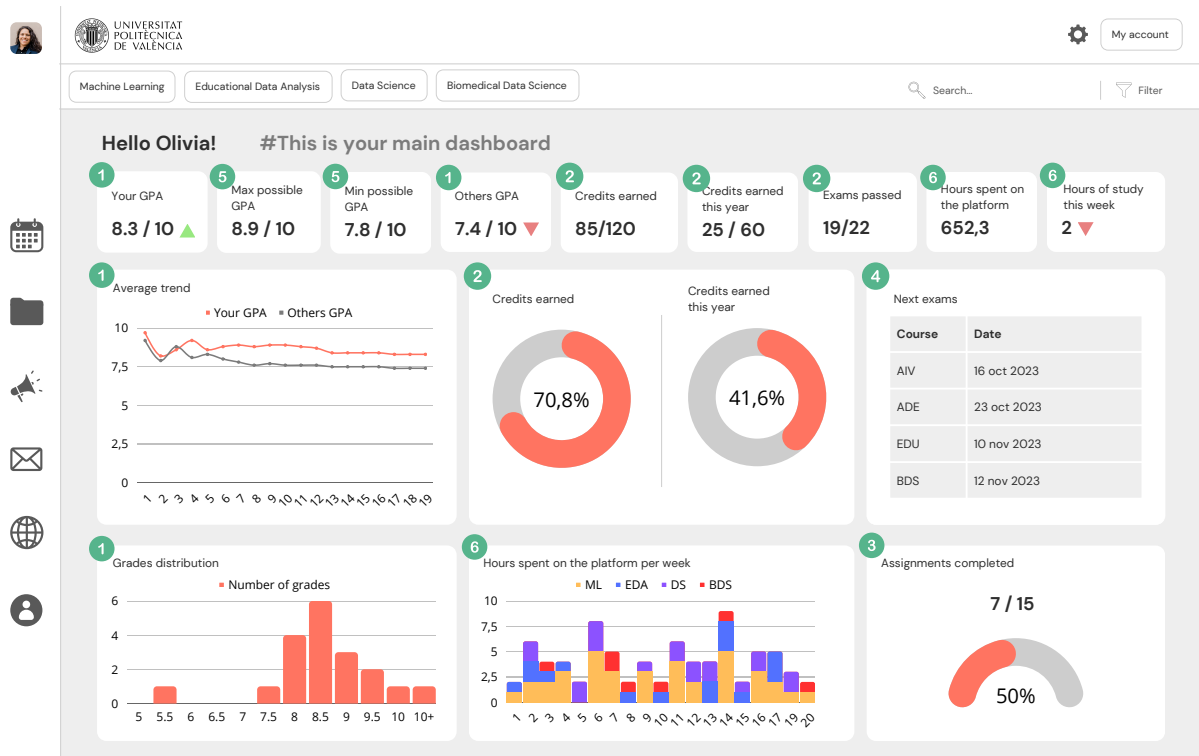 UNIVERSITAT
POLITÈCNICA
DE VALÈNCIA
My account
Machine Learning
Educational Data Analysis
Data Science
Biomedical Data Science
Search...
Filter
Hello Olivia!
#This is your main dashboard
1
Your GPA
8.3 / 10
5
Max possible
GPA
8.9 / 10
5
Min possible
GPA
7.8 / 10
1
Others GPA
7.4 / 10
2
Credits earned
85/120
2
Credits earned
this year
25 / 60
2
Exams passed
19/22
6
Hours spent on
the platform
652,3
6
Hours of study
this week
2
1
Average trend
Your GPA Others GPA
10
7,5
5
2,5
0
1 2 3 4 5 6 7 8 9 10 11 12 13 14 15 16 17 18 19
2
Credits earned
70,8%
Credits earned
this year
41,6%
4
Next exams
Course Date
AIV 16 oct 2023
ADE 23 oct 2023
EDU 10 nov 2023
BDS 12 nov 2023
1
Grades distribution
Number of grades
6
4
2
0
5 5.5 6 6.5 7 7.5 8 8.5 9 9.5 10 10+
6
Hours spent on the platform per week
ML EDA DS BDS
10
7,5
5
2,5
0
1 2 3 4 5 6 7 8 9 10 11 12 13 14 15 16 17 19 20
3
Assignments completed
7 / 15
50%